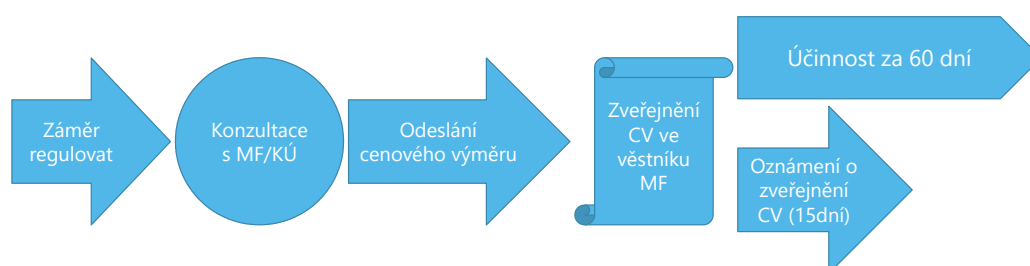 Záměr
regulovat
Konzultace
s MF/KÚ
Odeslání
cenového výměru
Zveřejnění
CV ve
věstníku
MF
Účinnost za 60 dní
Oznámení o
zveřejnění
CV (15dní)